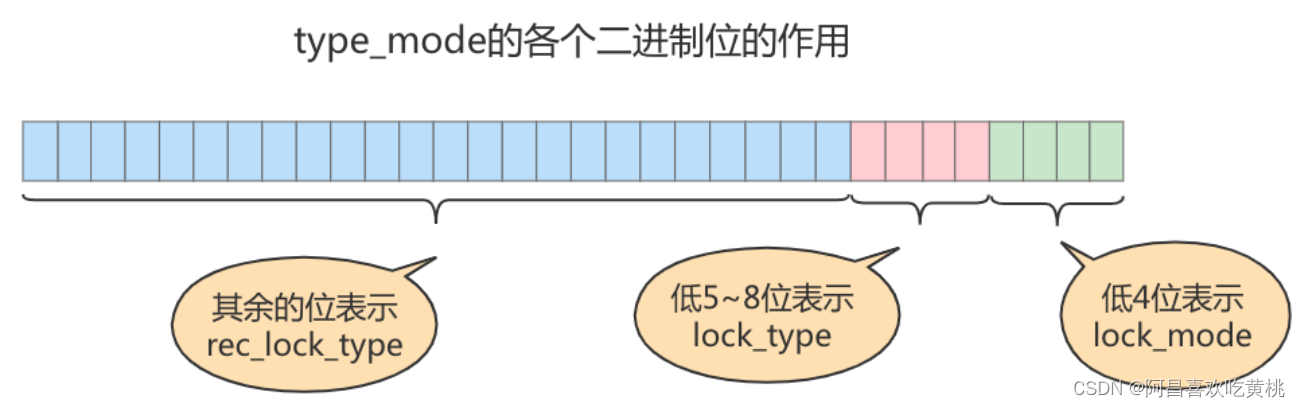 type_mode的各个二进制位的作用
其余的位表示
rec_lock_type
低5~8位表示
lock_type
低4位表示
lock_mode
CSDN @阿昌喜欢吃黄桃